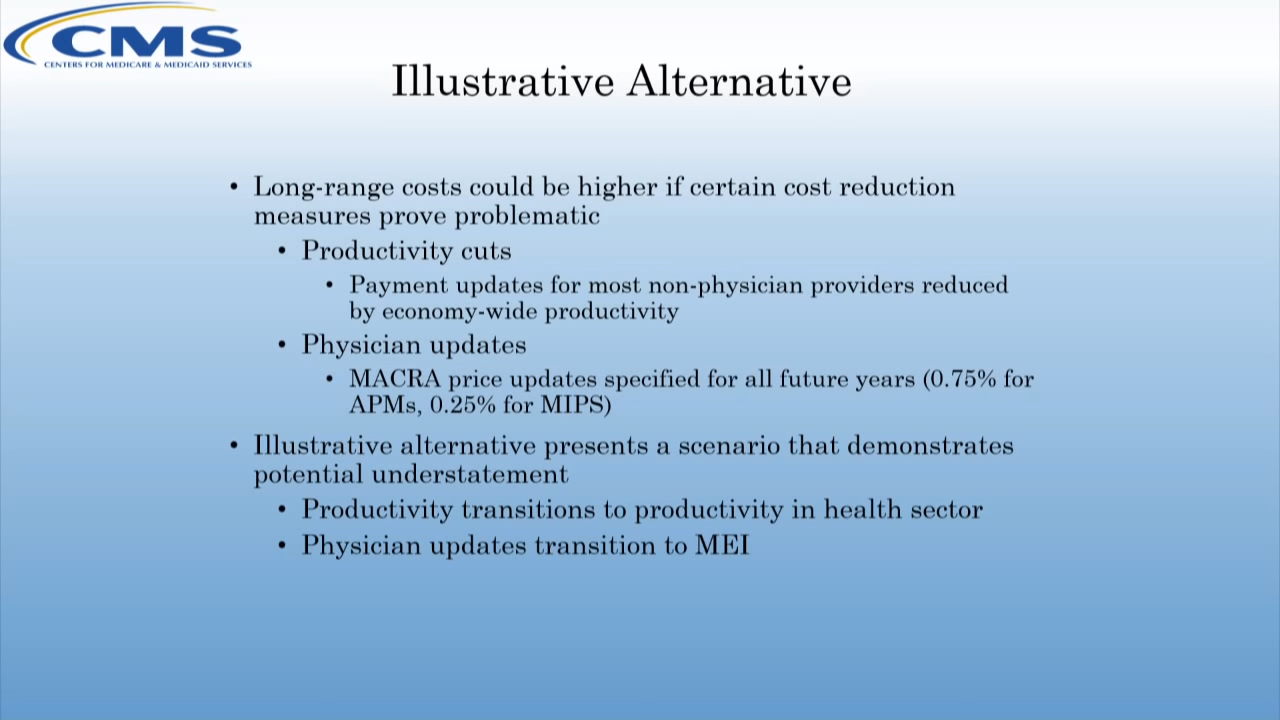 CMS
CENTERS FOR MEDICARE & MEDICAID SERVICES
Illustrative Alternative
• Long-range costs could be higher if certain cost reduction
measures prove problematic
• Productivity cuts
• Payment updates for most non-physician providers reduced
by economy-wide productivity
• Physician updates
• MACRA price updates specified for all future years (0.75% for
APMs, 0.25% for MIPS)
• Illustrative alternative presents a scenario that demonstrates
potential understatement
• Productivity transitions to productivity in health sector
• Physician updates transition to MEI